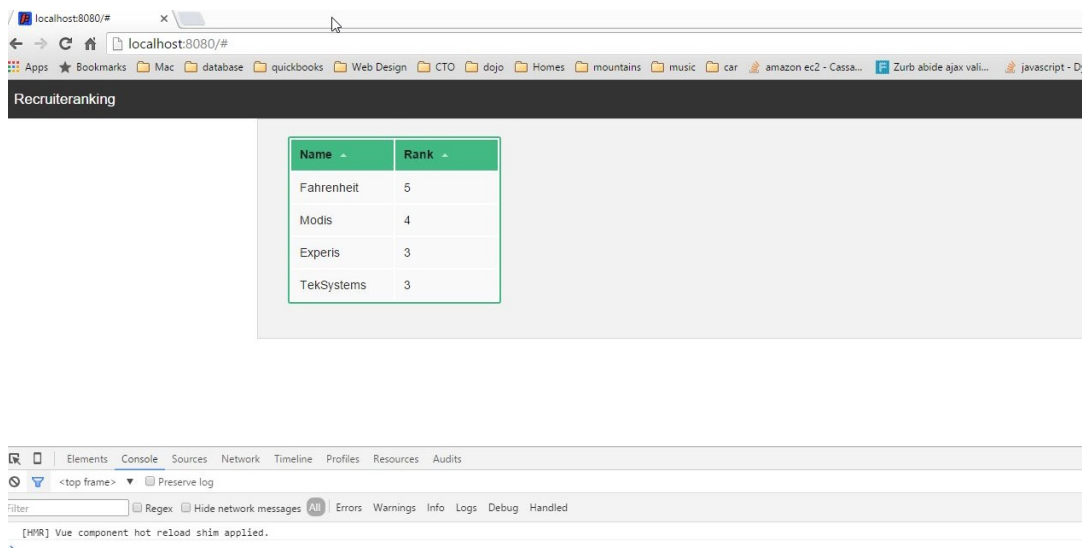 localhost:8080/#
localhost:8080/#
Apps Bookmarks Mac database quickbooks Web Design CTO dojo Homes mountains music car amazon ec2 - Cassa... Zurb abide ajax vali... javascript - Dy
Recruiteranking
Name Rank
Fahrenheit 5
Modis 4
Experis 3
TekSystems 3
Elements Console Sources Network Timeline Profiles Resources Audits
<top frame> Preserve log
Filter Regex Hide network messages All Errors Warnings Info Logs Debug Handled
[HMR] Vue component hot reload shim applied.